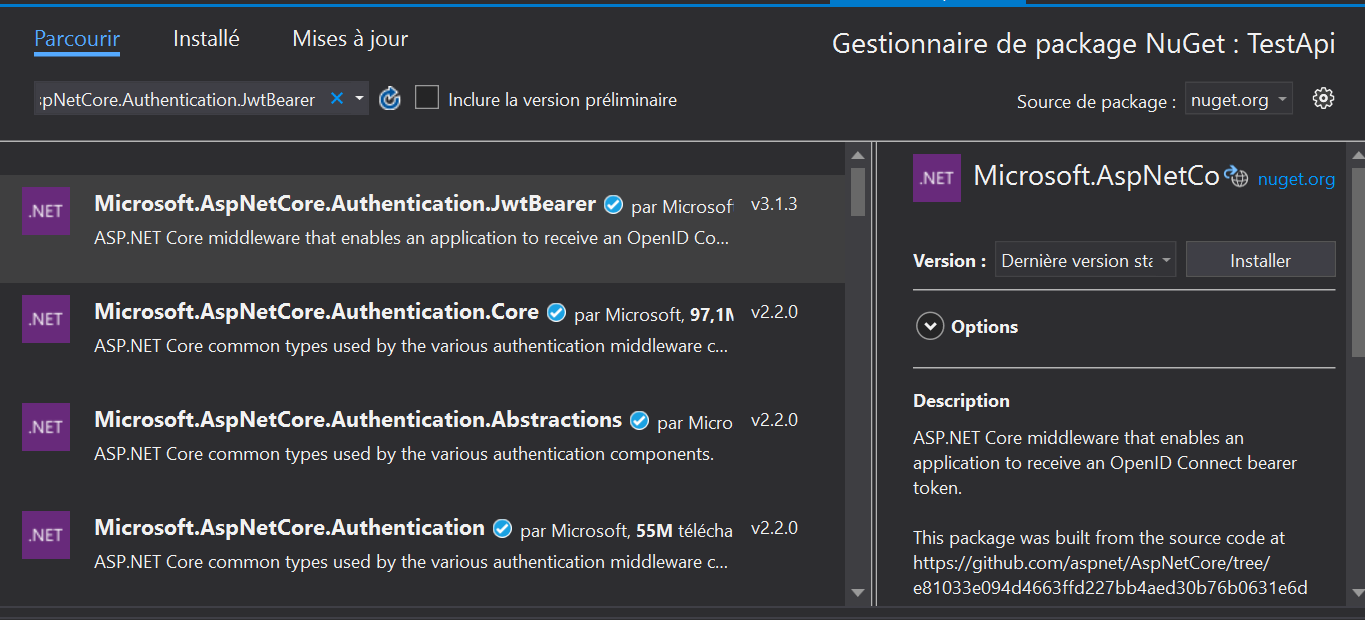 Parcourir Installé Mises à jour
Gestionnaire de package NuGet : TestApi
pNetCore.Authentication.JwtBearer
Inclure la version préliminaire
Source de package : nuget.org
.NET
Microsoft.AspNetCore.Authentication.JwtBearer par Microsof v3.1.3
ASP.NET Core middleware that enables an application to receive an OpenID Co...
.NET
Microsoft.AspNetCore.Authentication.Core par Microsoft, 97,1M v2.2.0
ASP.NET Core common types used by the various authentication middleware c...
.NET
Microsoft.AspNetCore.Authentication.Abstractions par Micro v2.2.0
ASP.NET Core common types used by the various authentication components.
.NET
Microsoft.AspNetCore.Authentication par Microsoft, 55M télécha v2.2.0
ASP.NET Core common types used by the various authentication middleware c...
.NET
Microsoft.AspNetCo nuget.org
Version : Dernière version sta Installer
Options
Description
ASP.NET Core middleware that enables an
application to receive an OpenID Connect bearer
token.
This package was built from the source code at
https://github.com/aspnet/AspNetCore/tree/
e81033e094d4663ffd227bb4aed30b76b0631e6d